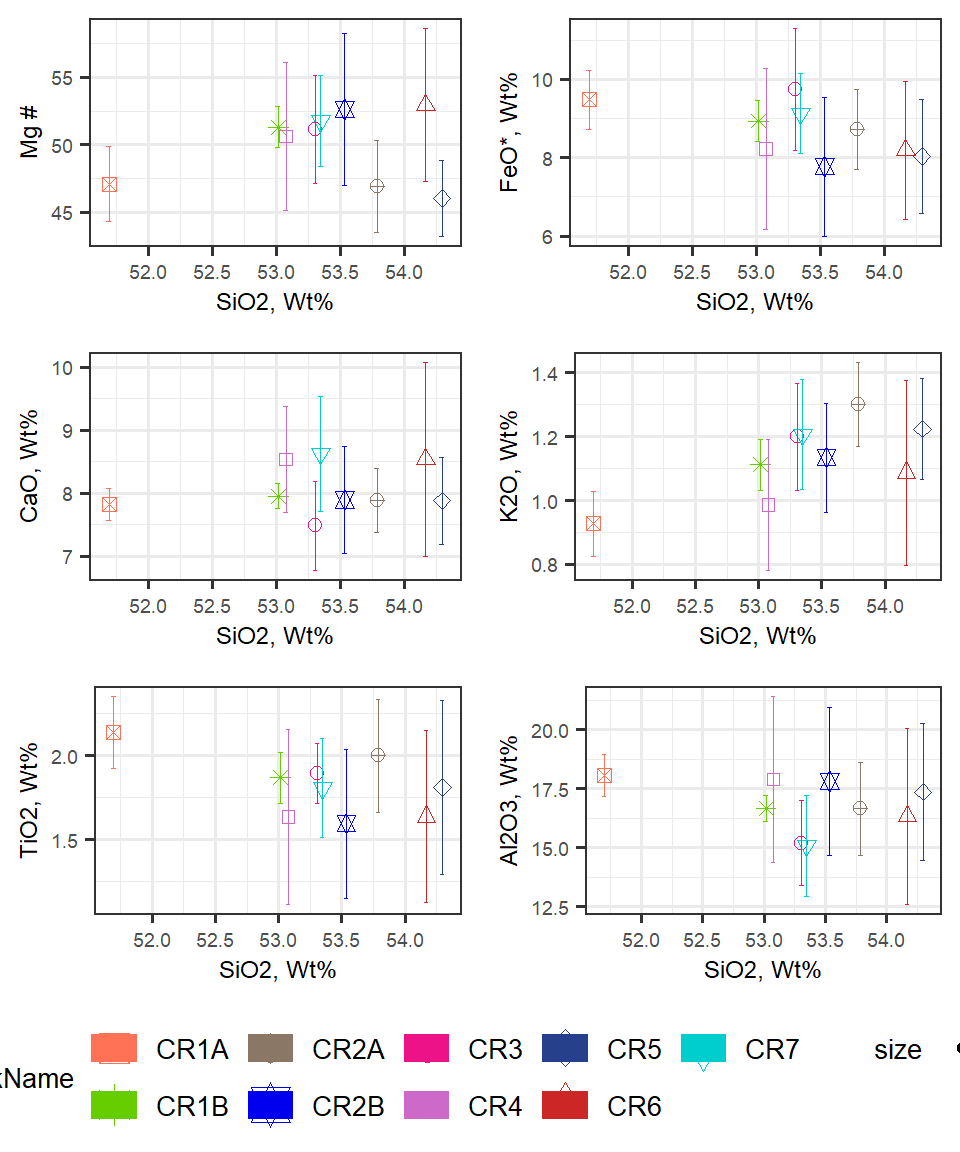 Mg #
55
50
45
52.0 52.5 53.0 53.5 54.0
SiO2, Wt%
FeO*, Wt%
10
8
6
52.0 52.5 53.0 53.5 54.0
SiO2, Wt%
CaO, Wt%
10
9
8
7
52.0 52.5 53.0 53.5 54.0
SiO2, Wt%
K2O, Wt%
1.4
1.2
1.0
0.8
52.0 52.5 53.0 53.5 54.0
SiO2, Wt%
TiO2, Wt%
2.0
1.5
52.0 52.5 53.0 53.5 54.0
SiO2, Wt%
Al2O3, Wt%
20.0
17.5
15.0
12.5
52.0 52.5 53.0 53.5 54.0
SiO2, Wt%
kName
CR1A CR2A CR3 CR5 CR7
CR1B CR2B CR4 CR6
size